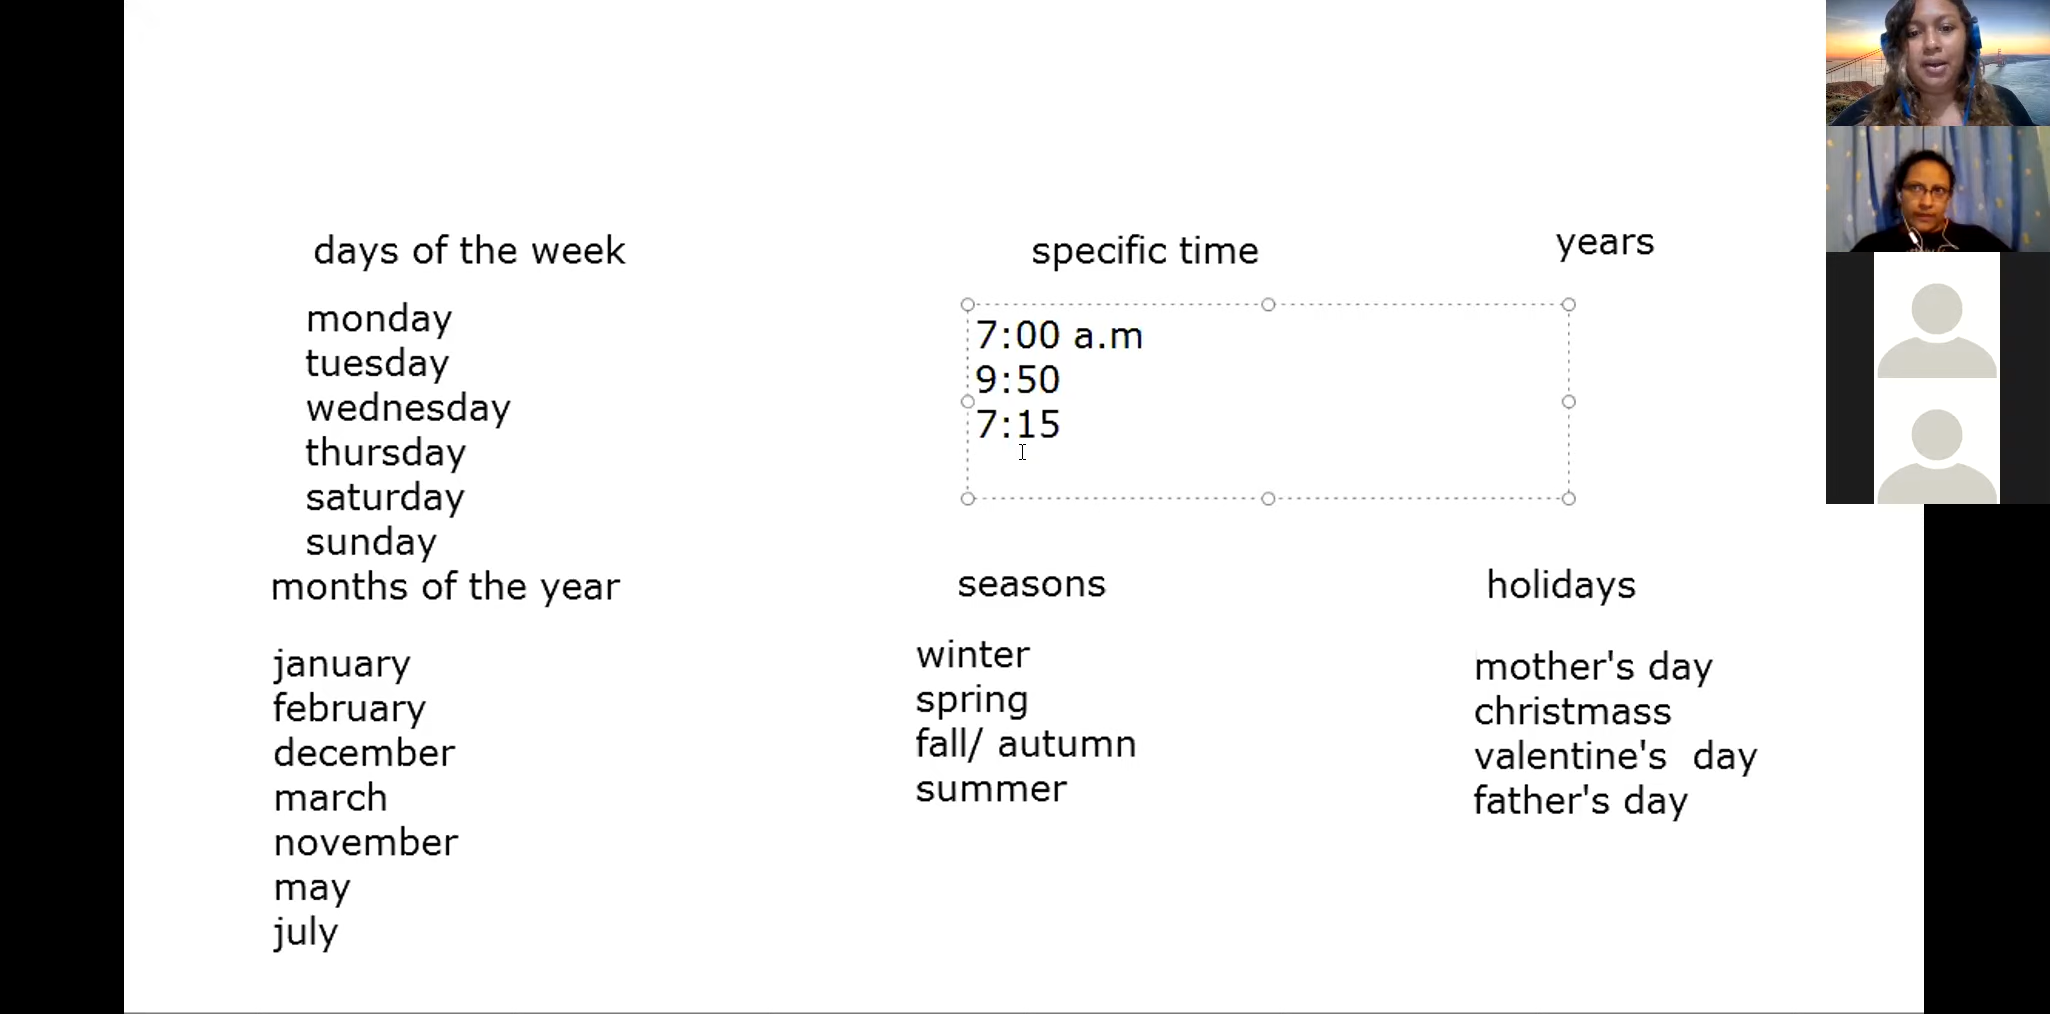 days of the week
monday
tuesday
wednesday
thursday
saturday
sunday
specific time
7:00 a.m
9:50
7:15
years
months of the year
january
february
december
march
november
may
july
seasons
winter
spring
fall/ autumn
summer
holidays
mother's day
christmass
valentine's  day
father's day